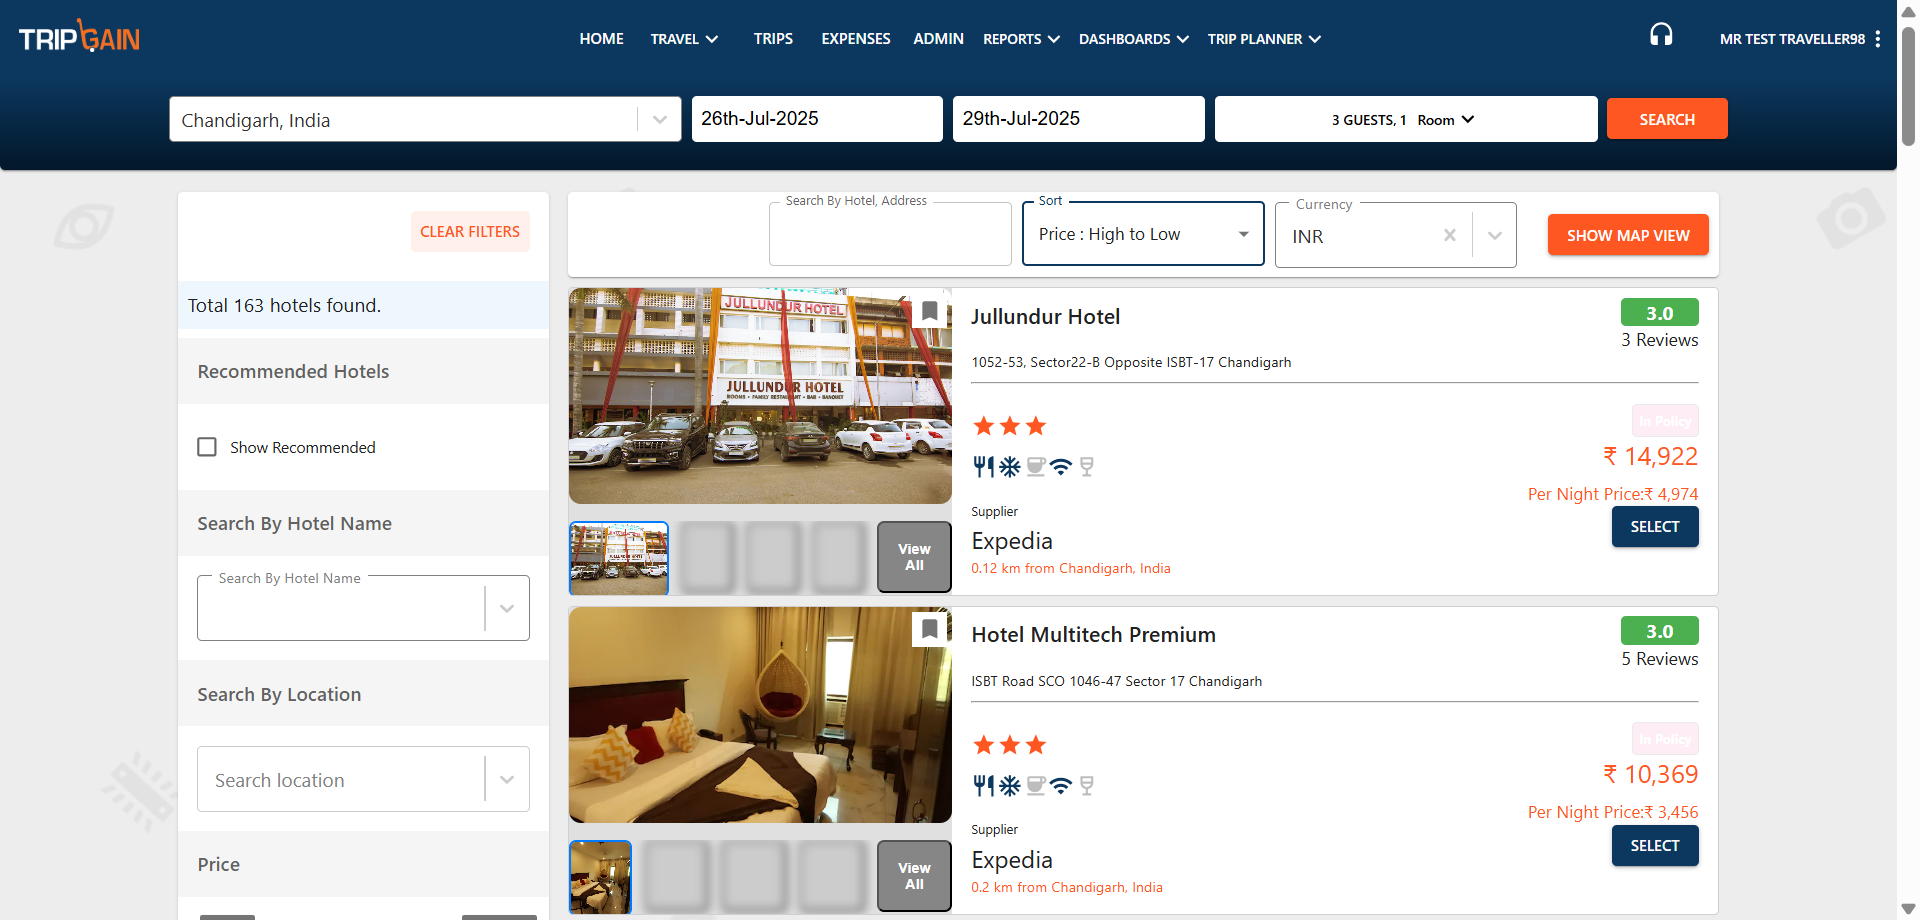 TRIPGAIN
HOME
TRAVEL
TRIPS
EXPENSES
ADMIN
REPORTS
DASHBOARDS
TRIP PLANNER
MR TEST TRAVELLER98
Chandigarh, India
26th-Jul-2025
29th-Jul-2025
3 GUESTS, 1 Room
SEARCH
CLEAR FILTERS
Total 163 hotels found.
Recommended Hotels
Show Recommended
Search By Hotel Name
Search By Hotel Name
Search By Location
Search location
Price
Search By Hotel, Address
Sort
Price : High to Low
Currency
INR
SHOW MAP VIEW
JULLUNDUR HOTEL
JULLUNDUR HOTEL
ROOMS • FAMILY RESTAURANT • BAR • BANQUET
View
All
Jullundur Hotel
3.0
3 Reviews
1052-53, Sector22-B Opposite ISBT-17 Chandigarh
In Policy
₹ 14,922
Per Night Price:₹ 4,974
SELECT
Supplier
Expedia
0.12 km from Chandigarh, India
View
All
Hotel Multitech Premium
3.0
5 Reviews
ISBT Road SCO 1046-47 Sector 17 Chandigarh
In Policy
₹ 10,369
Per Night Price:₹ 3,456
SELECT
Supplier
Expedia
0.2 km from Chandigarh, India